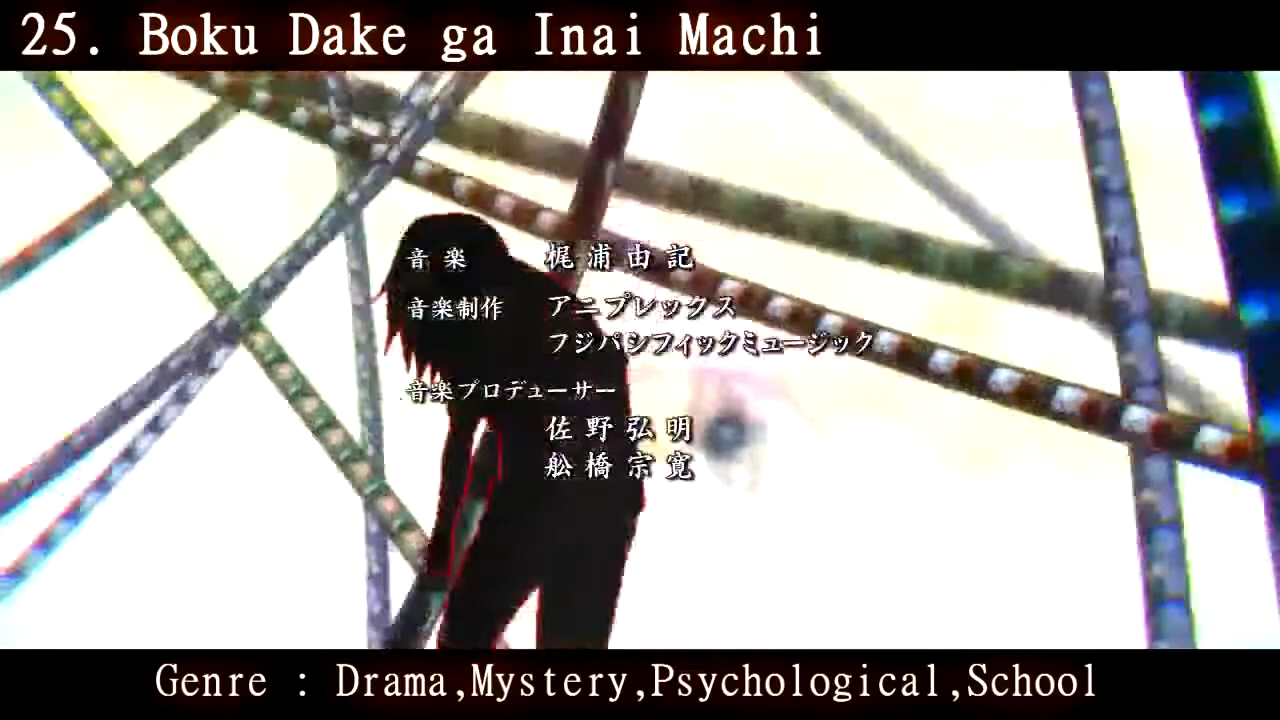 25. Boku Dake ga Inai Machi
音楽 梶浦由記
音楽制作 アニプレックス
フジパシフィックミュージック
音楽プロデューサー
佐野弘明
舩橋宗寛
Genre : Drama,Mystery,Psychological,School